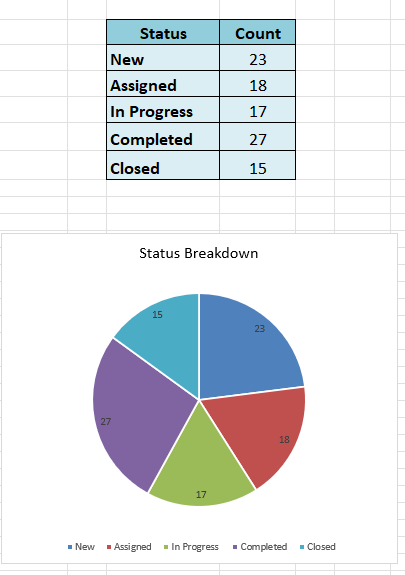 Status Count
New 23
Assigned 18
In Progress 17
Completed 27
Closed 15
Status Breakdown
15
23
27
18
17
New Assigned In Progress Completed Closed